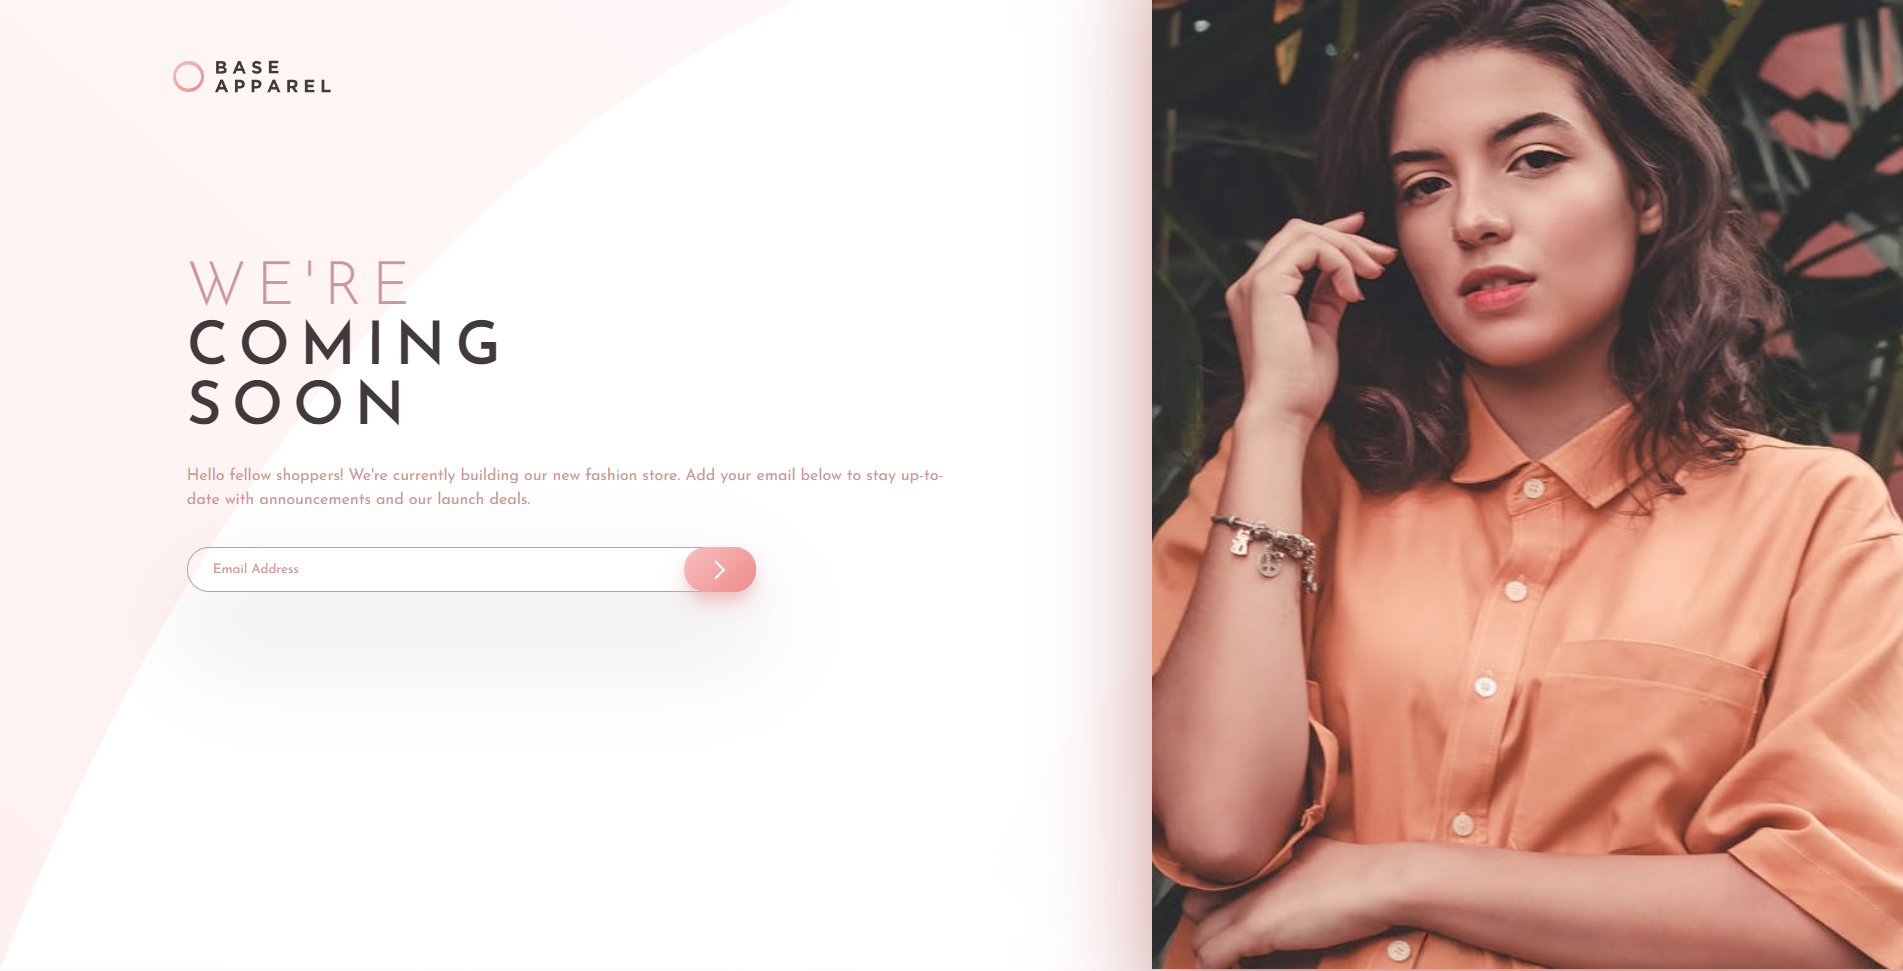 BASE
APPAREL
WE'RE
COMING
SOON
Hello fellow shoppers! We're currently building our new fashion store. Add your email below to stay up-to-
date with announcements and our launch deals.
Email Address